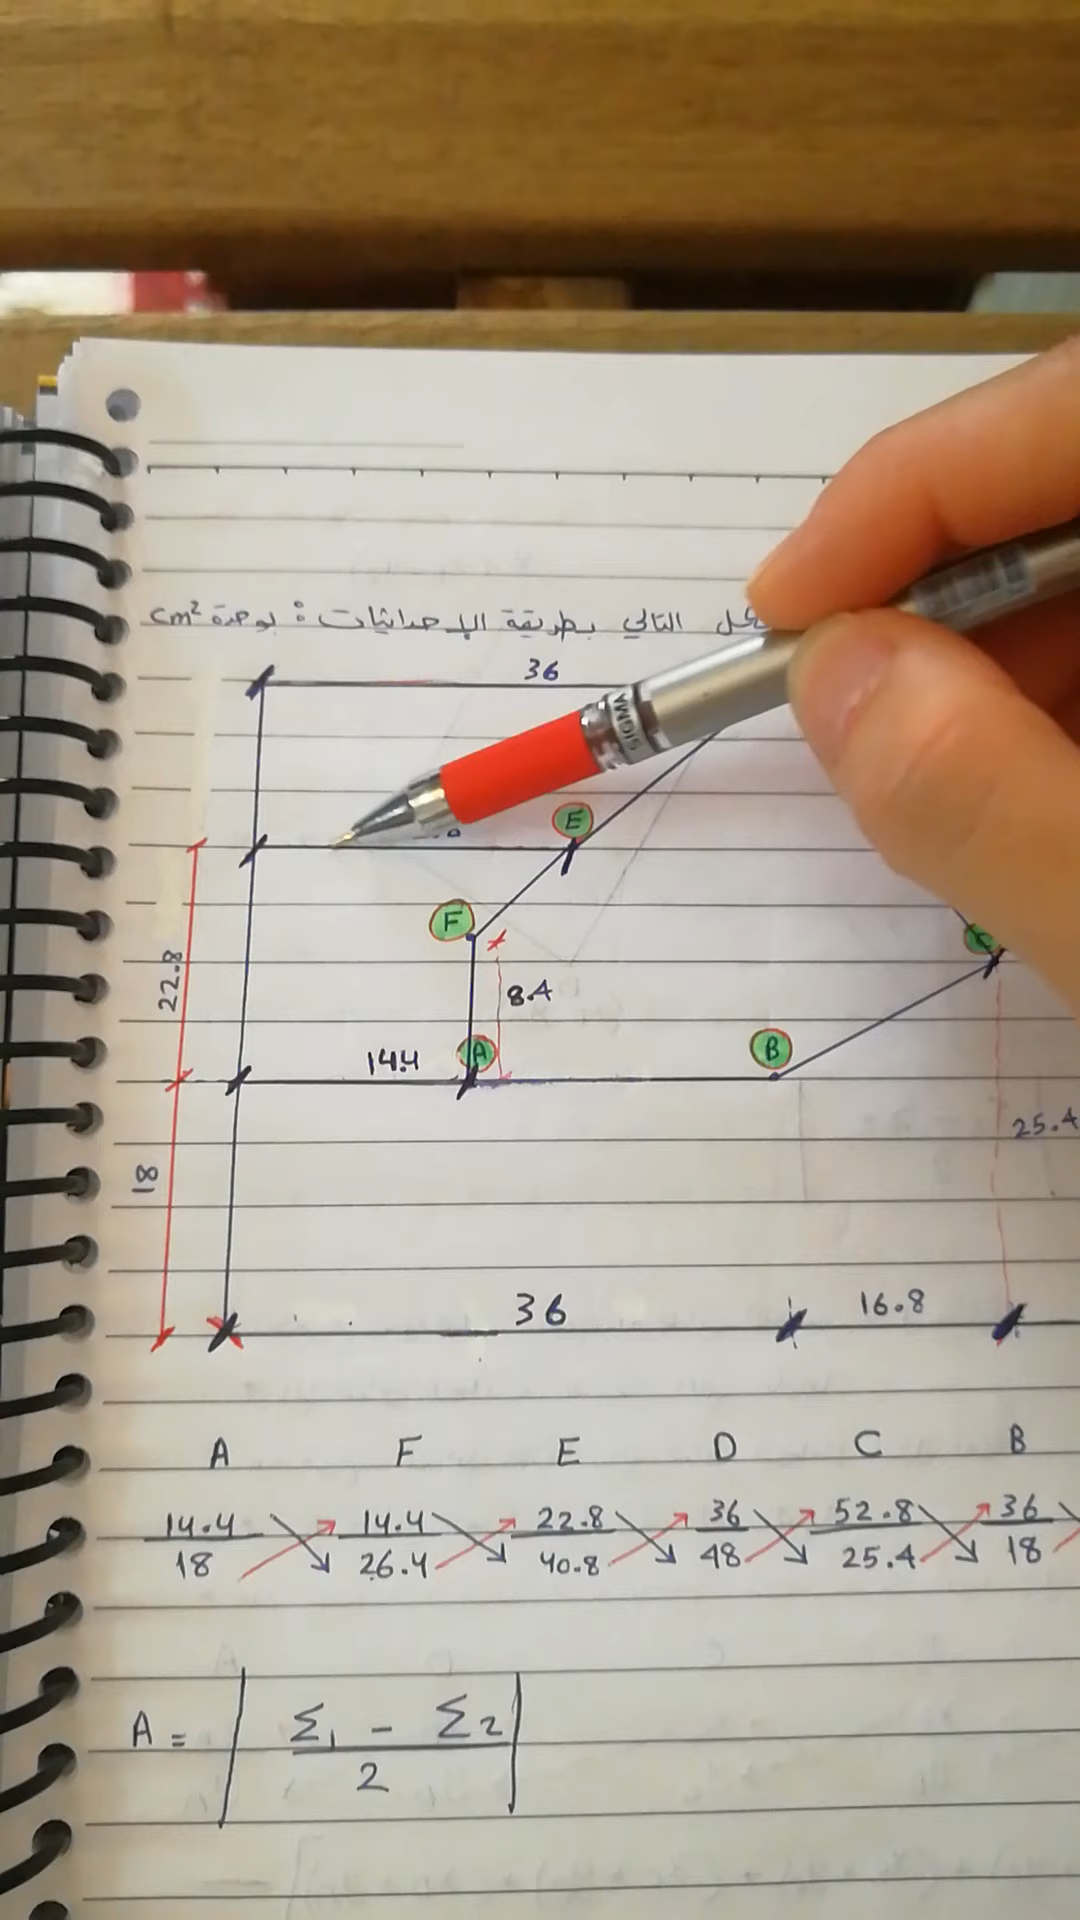 التالي بطريقة الإحداثيات : بوحدة cm²
36
SIGMA
E
F
22.8
8.4
14.4
A
B
C
25.4
18
36
16.8
A F E D C B
14.4 14.4 22.8 36 52.8 36
18 26.4 40.8 48 25.4 18
A = | Σ1 - Σ2 |
2